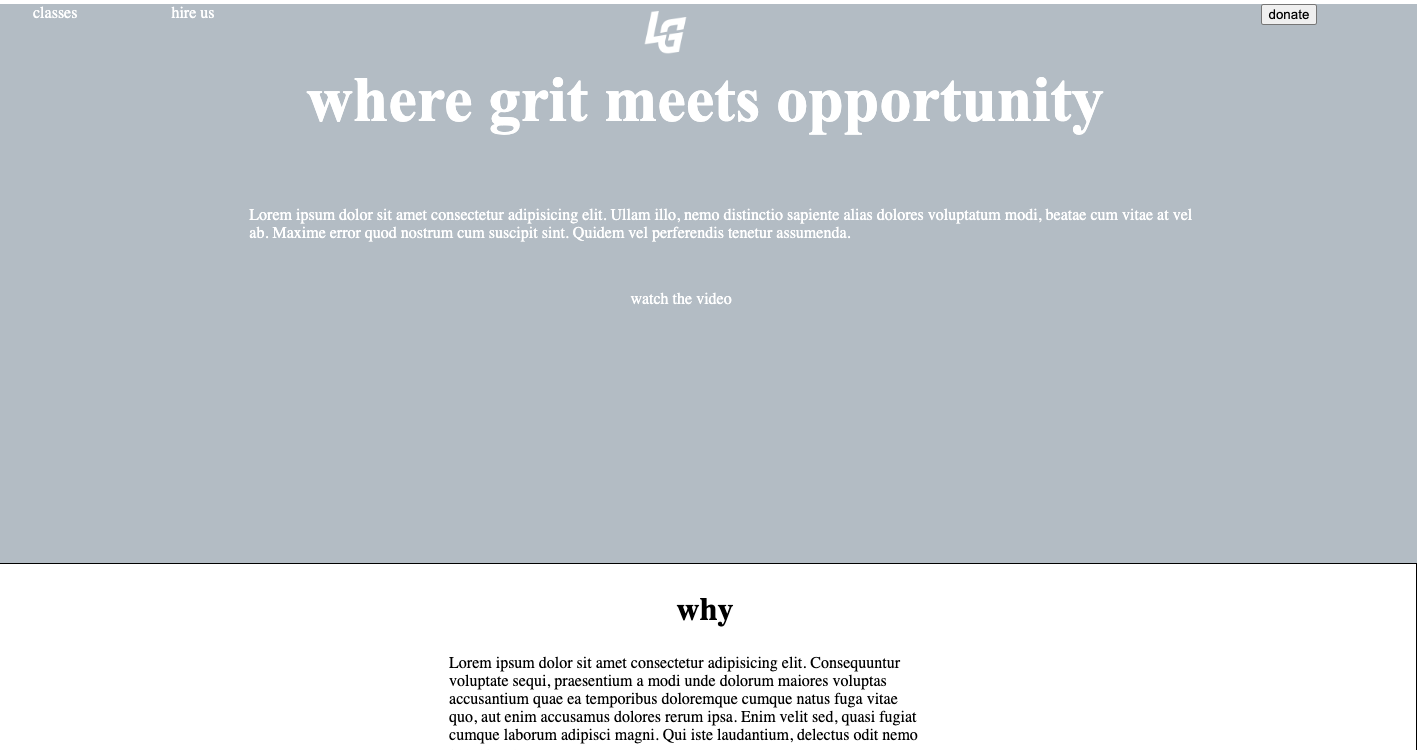 classes
hire us
LG
donate
where grit meets opportunity
Lorem ipsum dolor sit amet consectetur adipisicing elit. Ullam illo, nemo distinctio sapiente alias dolores voluptatum modi, beatae cum vitae at vel
ab. Maxime error quod nostrum cum suscipit sint. Quidem vel perferendis tenetur assumenda.
watch the video
why
Lorem ipsum dolor sit amet consectetur adipisicing elit. Consequuntur
voluptate sequi, praesentium a modi unde dolorum maiores voluptas
accusantium quae ea temporibus doloremque cumque natus fuga vitae
quo, aut enim accusamus dolores rerum ipsa. Enim velit sed, quasi fugiat
cumque laborum adipisci magni. Qui iste laudantium, delectus odit nemo